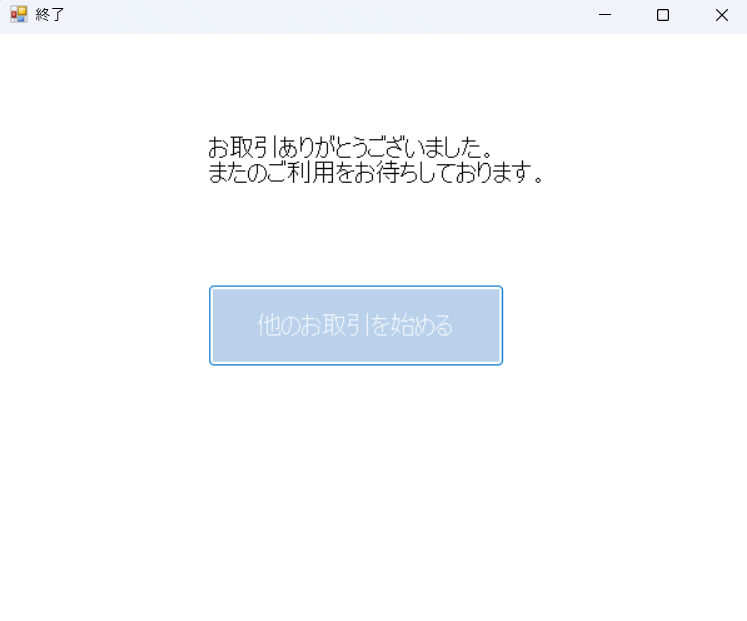 終了
お取引ありがとうございました。
またのご利用をお待ちしております。
他のお取引を始める